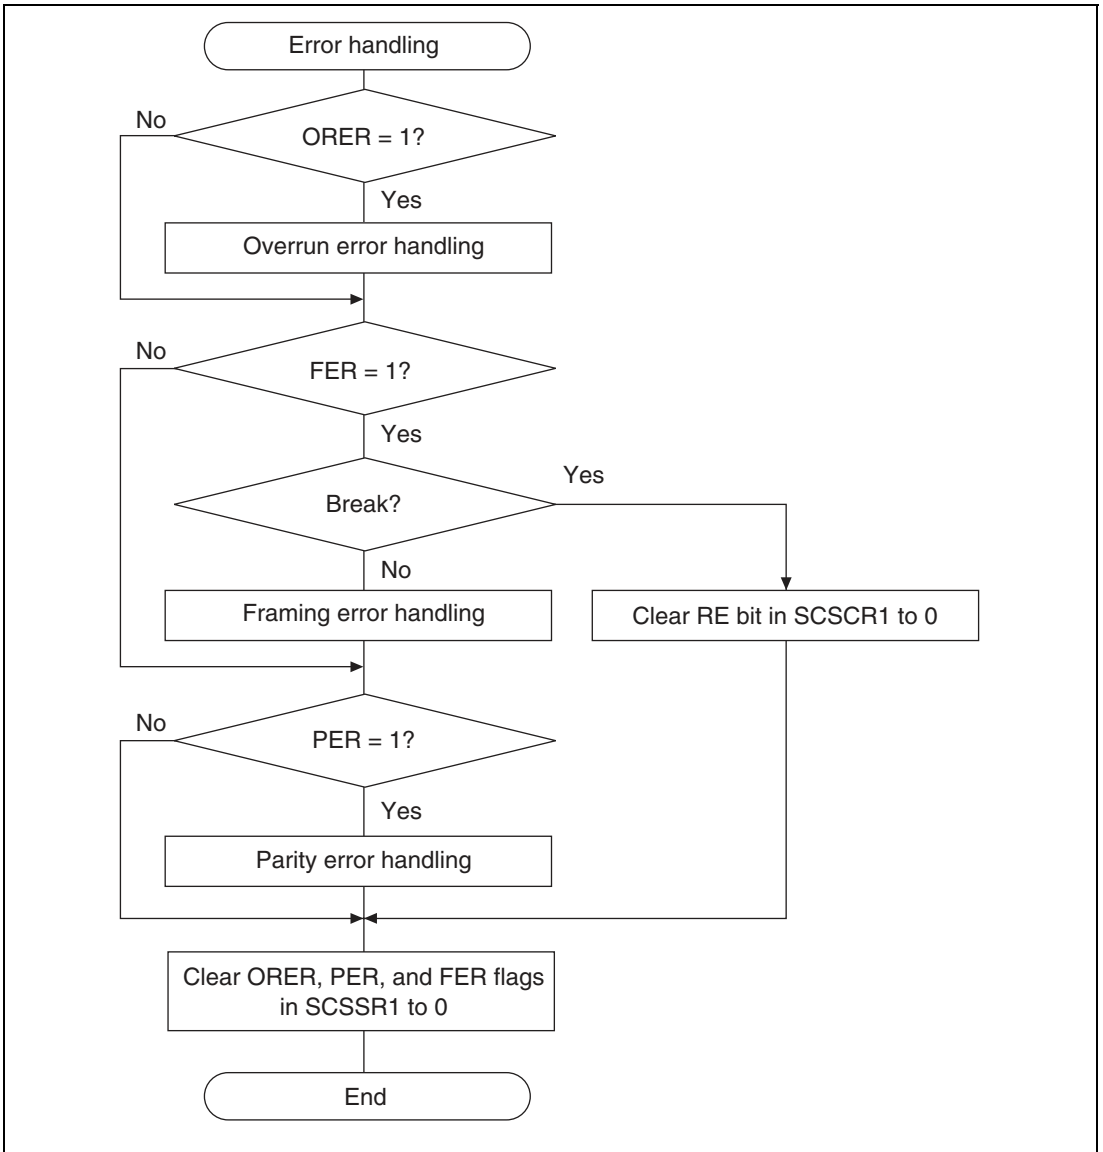 Error handling
No
ORER = 1?
Yes
Overrun error handling
No
FER = 1?
Yes
Yes
Break?
No
Framing error handling
Clear RE bit in SCSCR1 to 0
No
PER = 1?
Yes
Parity error handling
Clear ORER, PER, and FER flags
in SCSSR1 to 0
End